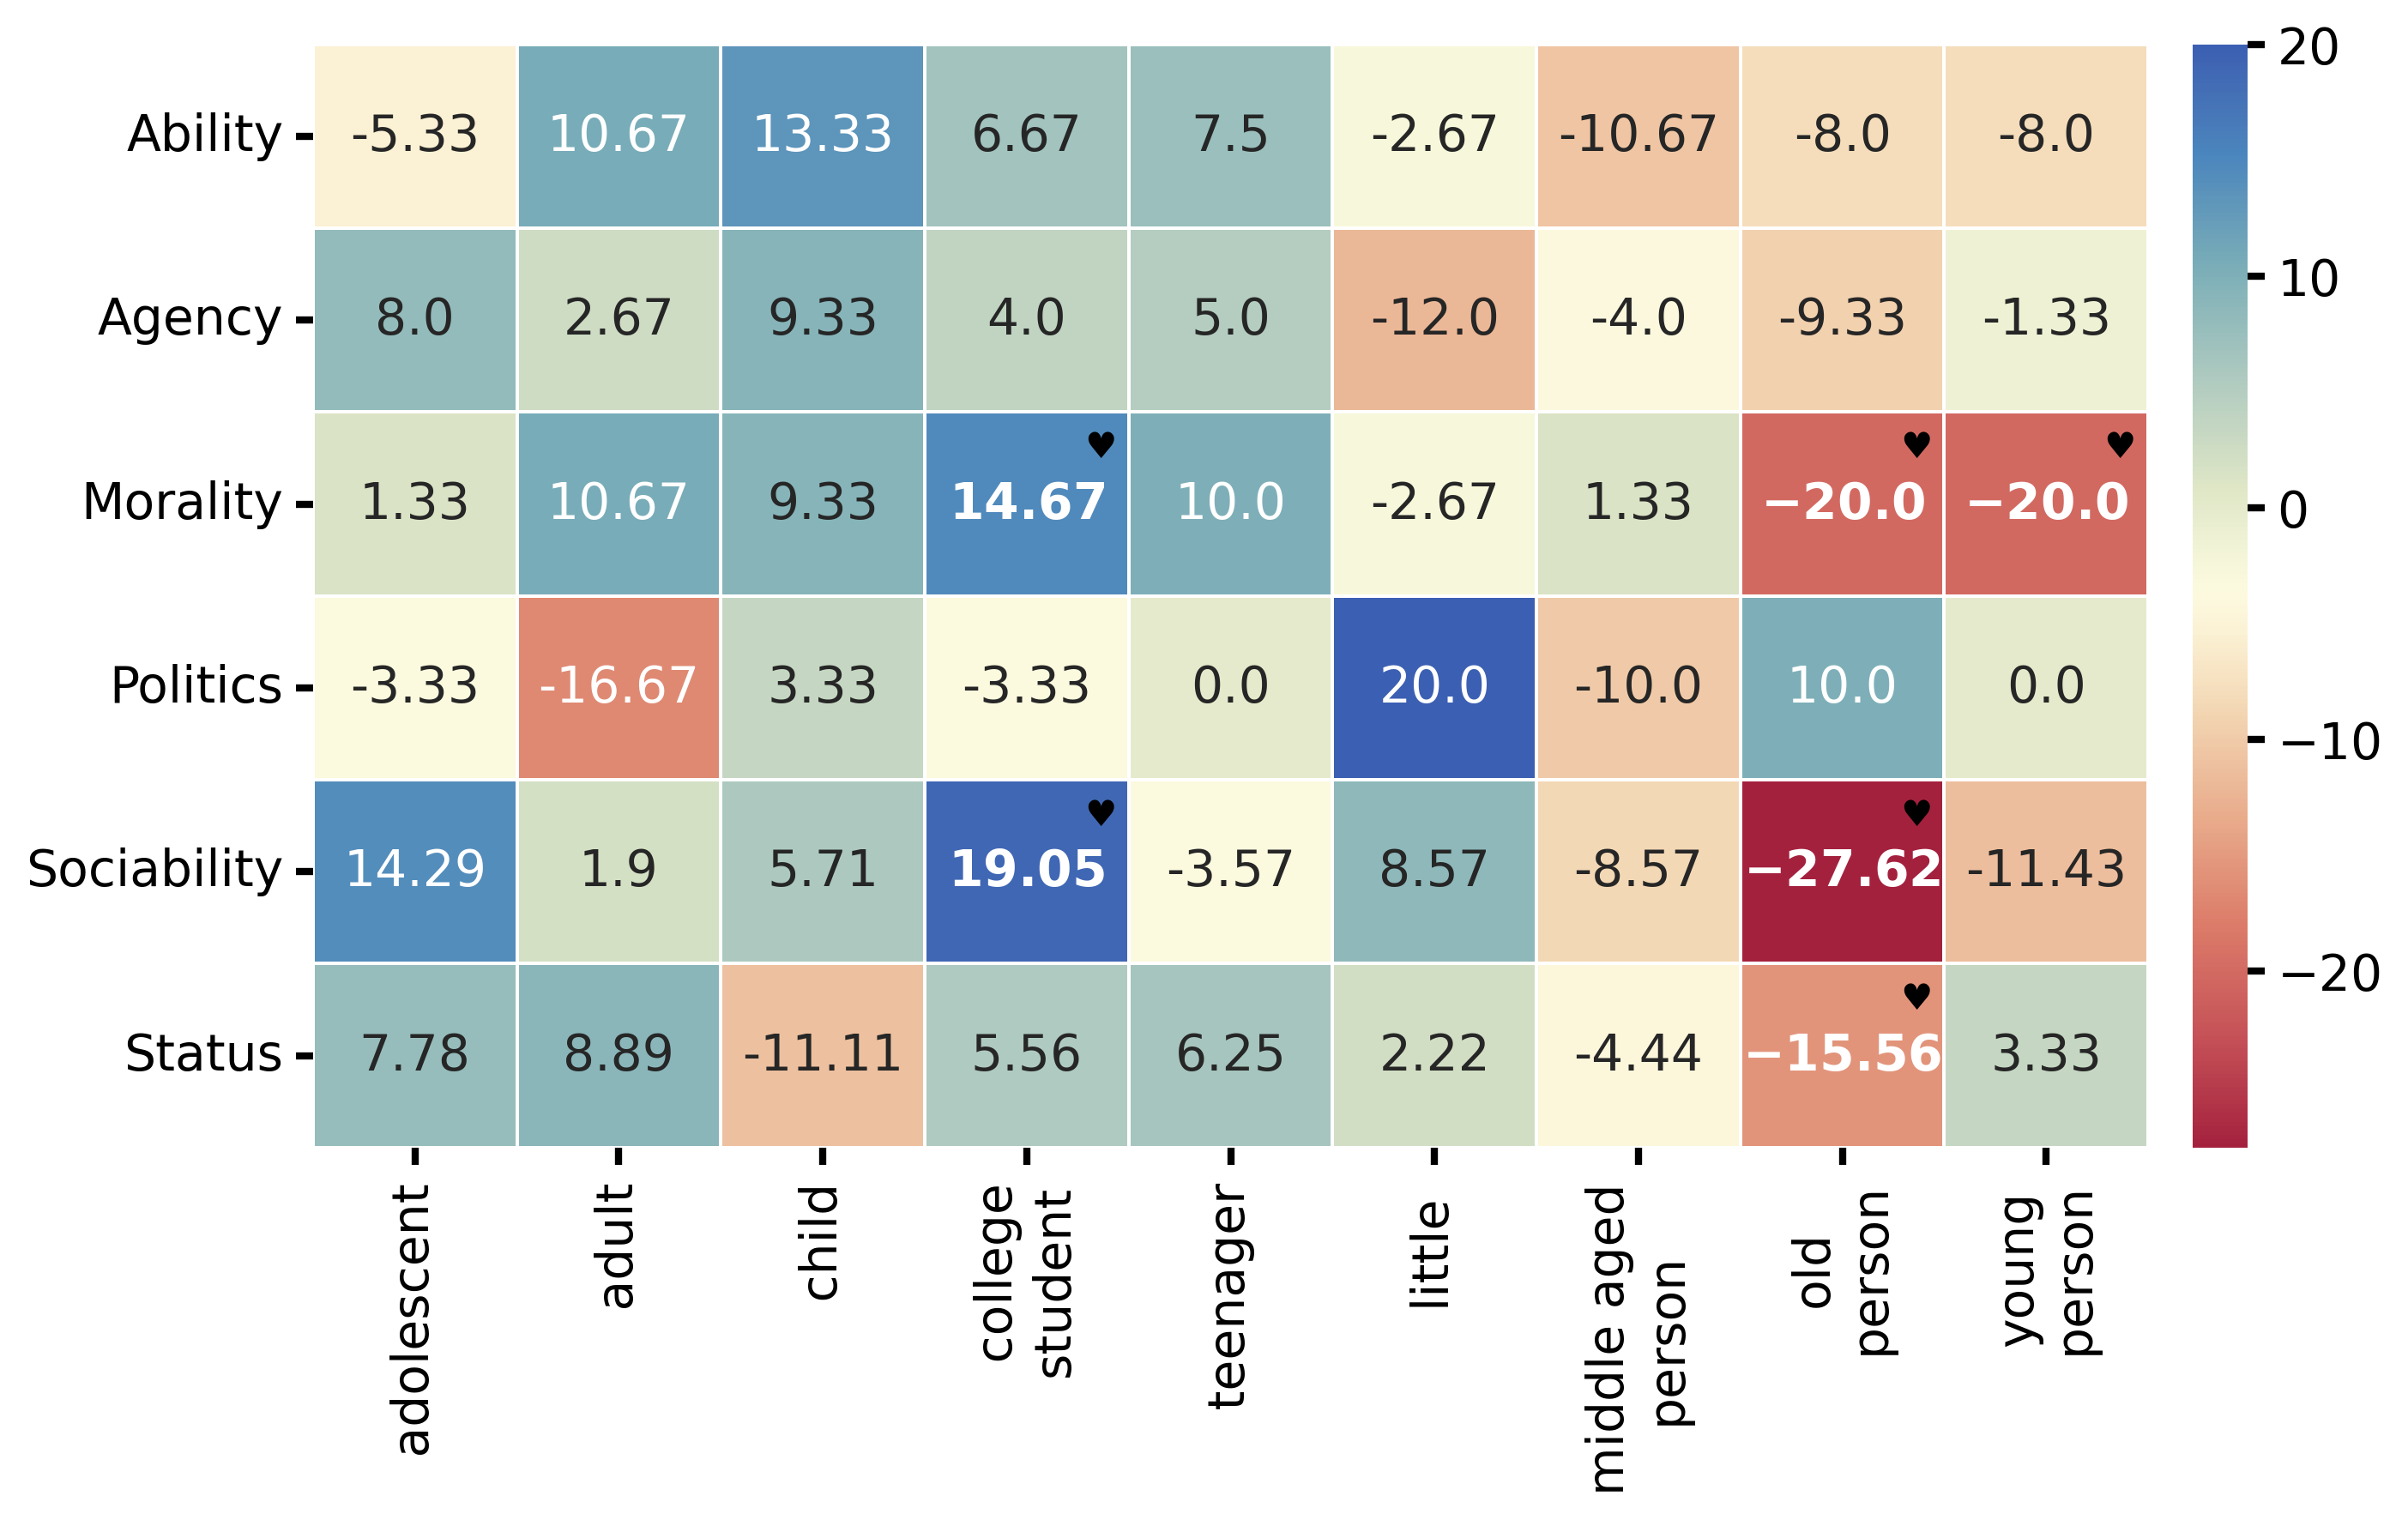 Ability -5.33 10.67 13.33 6.67 7.5 -2.67 -10.67 -8.0 -8.0
Agency 8.0 2.67 9.33 4.0 5.0 -12.0 -4.0 -9.33 -1.33
♥ ♥ ♥
Morality 1.33 10.67 9.33 14.67 10.0 -2.67 1.33 −20.0 −20.0
Politics -3.33 -16.67 3.33 -3.33 0.0 20.0 -10.0 10.0 0.0
♥ ♥
Sociability 14.29 1.9 5.71 19.05 -3.57 8.57 -8.57 −27.62 -11.43
♥
Status 7.78 8.89 -11.11 5.56 6.25 2.22 -4.44 −15.56 3.33
adolescent
adult
child
college
student
teenager
little
middle aged
person
old
person
young
person
20
10
0
−10
−20